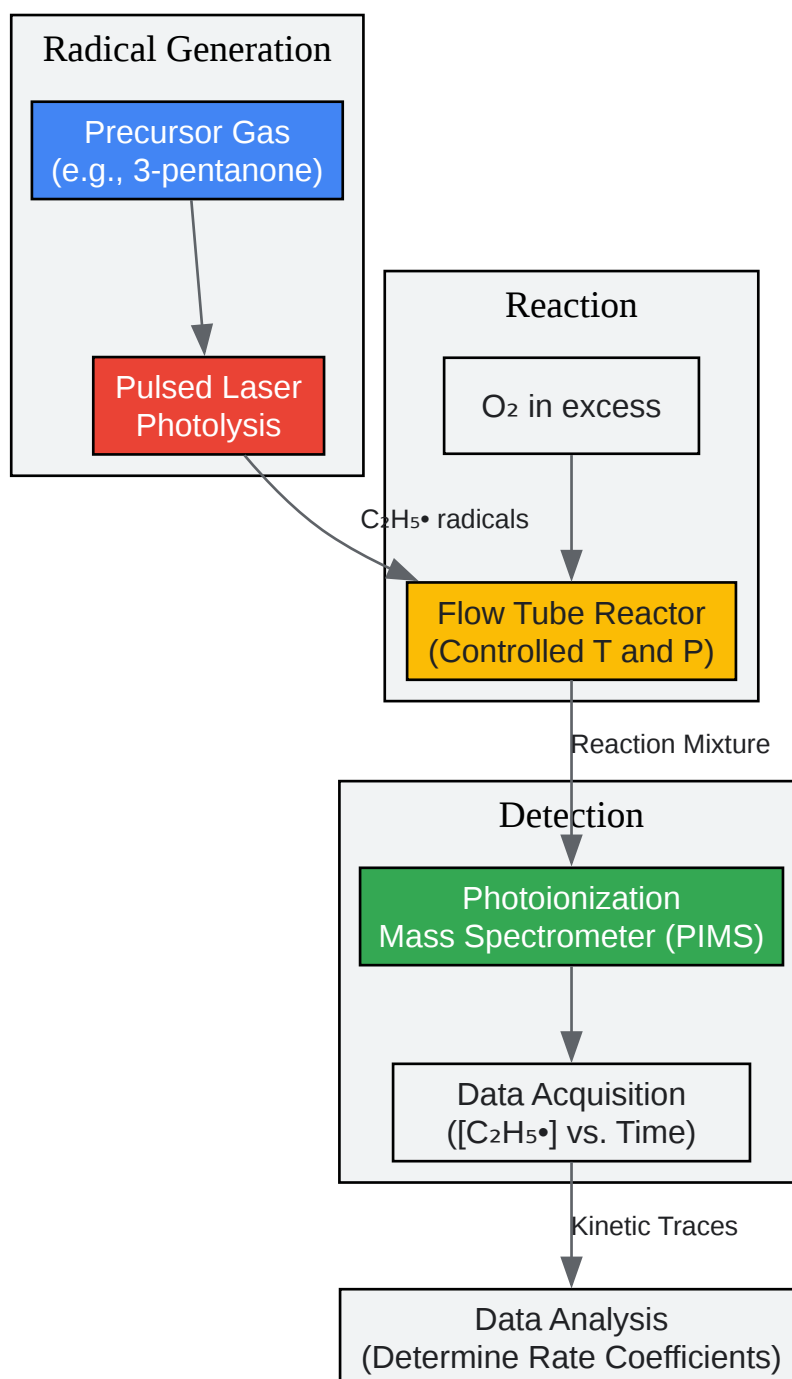 Radical Generation
Precursor Gas
(e.g., 3-pentanone)
Pulsed Laser
Photolysis
C₂H₅• radicals
Reaction
O₂ in excess
Flow Tube Reactor
(Controlled T and P)
Reaction Mixture
Detection
Photoionization
Mass Spectrometer (PIMS)
Data Acquisition
([C₂H₅•] vs. Time)
Kinetic Traces
Data Analysis
(Determine Rate Coefficients)